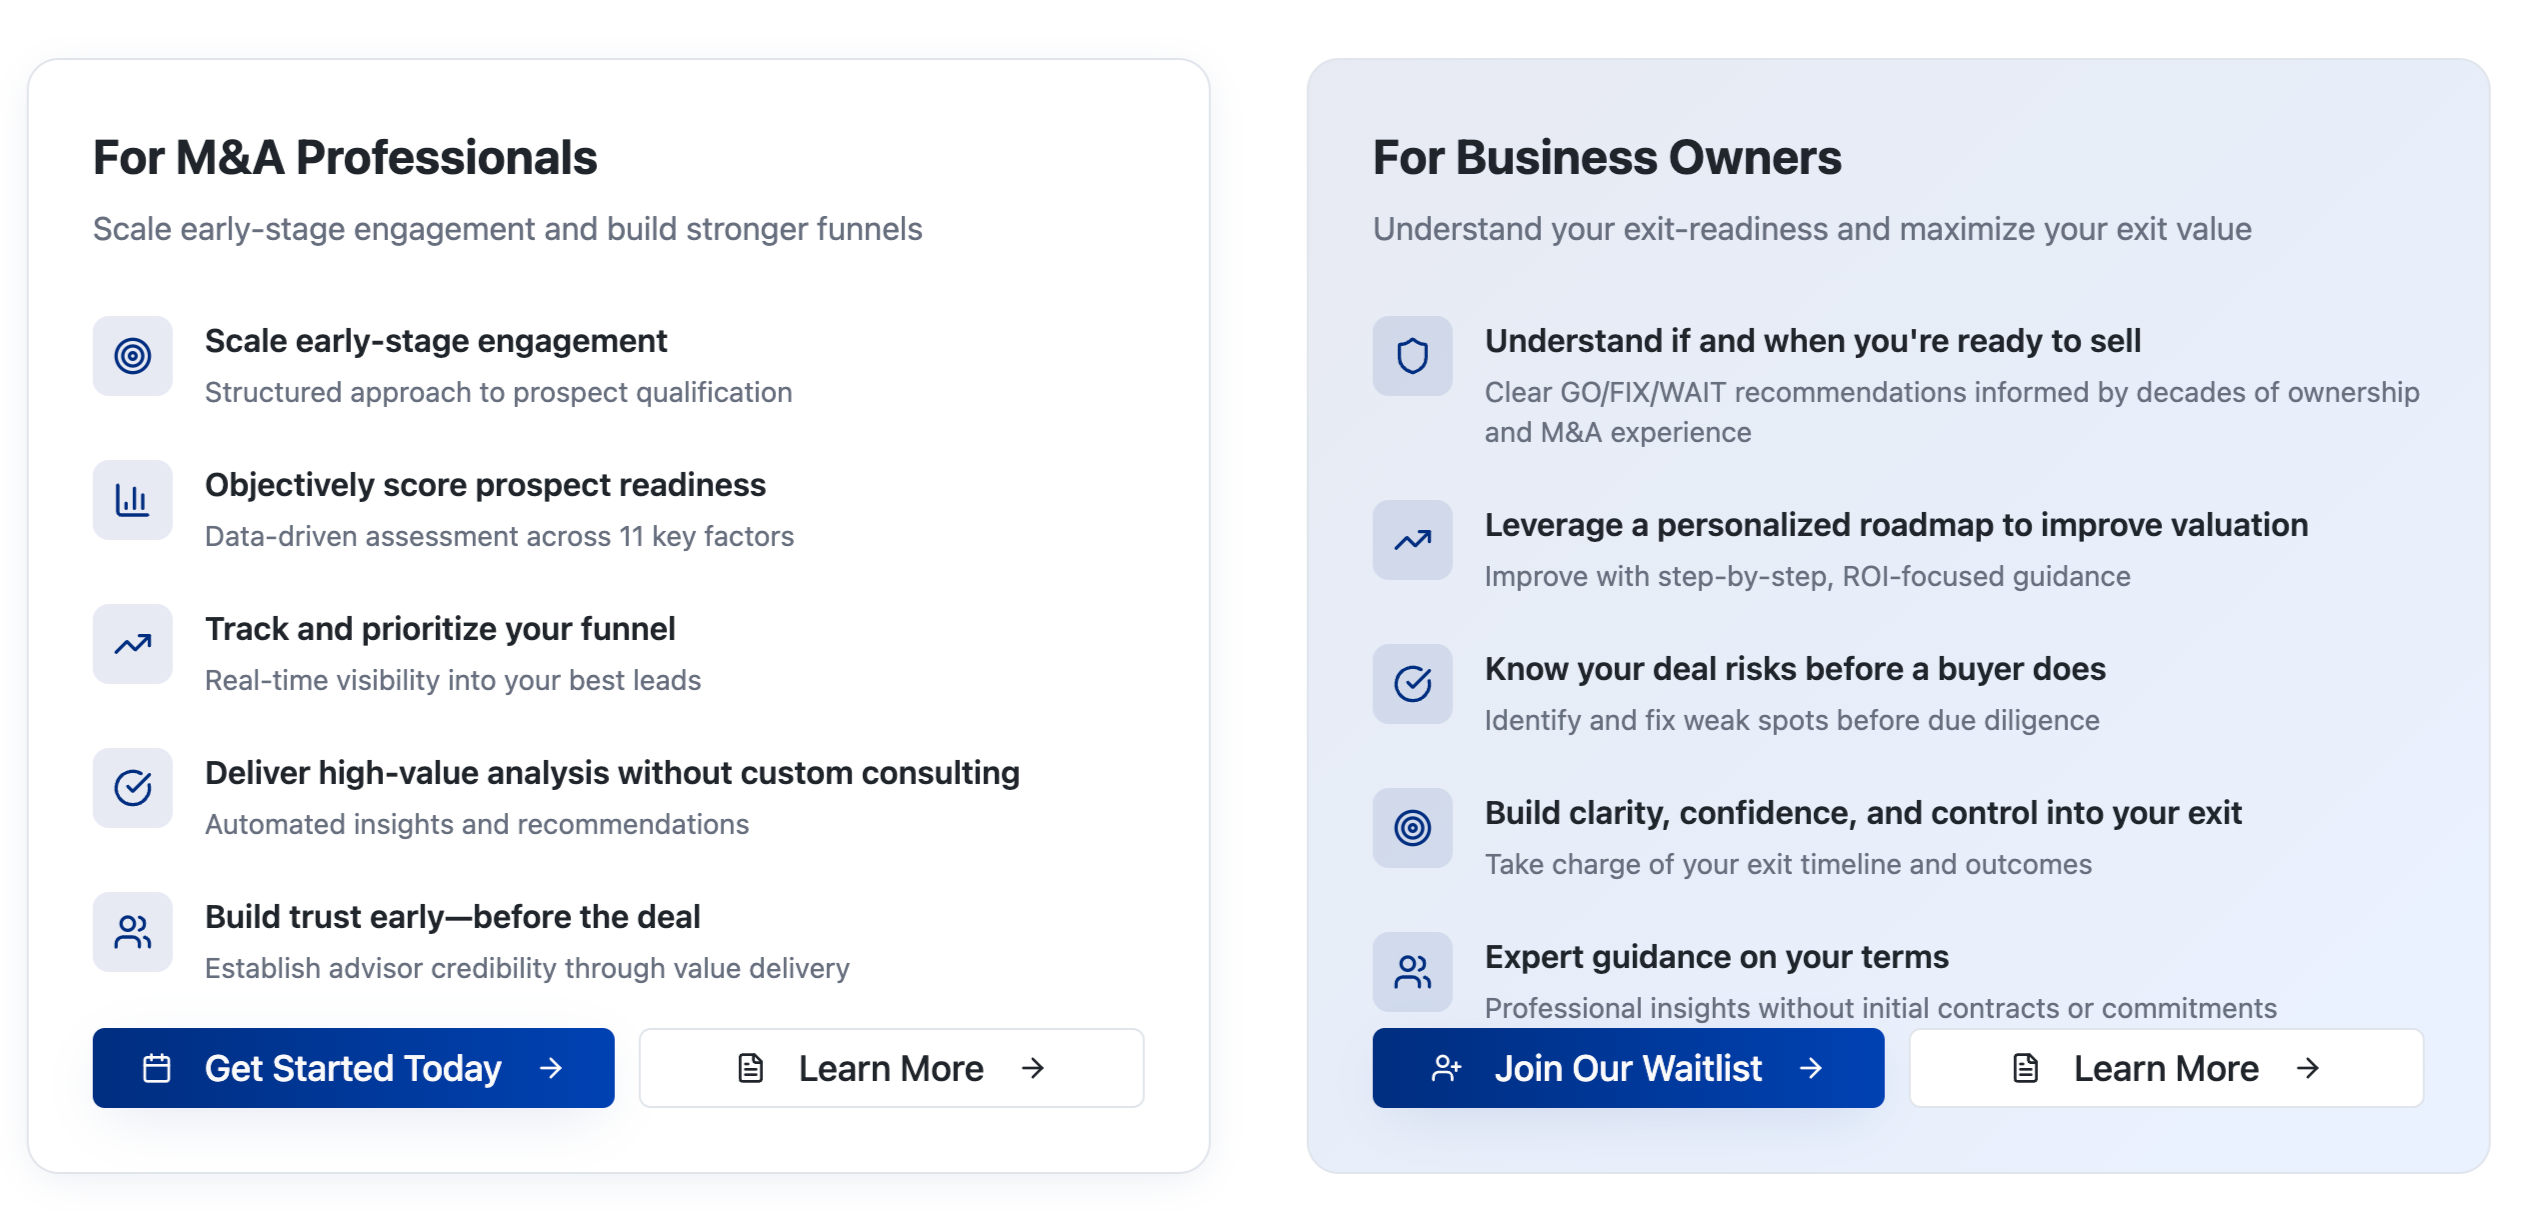 For M&A Professionals
Scale early-stage engagement and build stronger funnels
Scale early-stage engagement
Structured approach to prospect qualification
Objectively score prospect readiness
Data-driven assessment across 11 key factors
Track and prioritize your funnel
Real-time visibility into your best leads
Deliver high-value analysis without custom consulting
Automated insights and recommendations
Build trust early—before the deal
Establish advisor credibility through value delivery
Get Started Today
Learn More
For Business Owners
Understand your exit-readiness and maximize your exit value
Understand if and when you're ready to sell
Clear GO/FIX/WAIT recommendations informed by decades of ownership
and M&A experience
Leverage a personalized roadmap to improve valuation
Improve with step-by-step, ROI-focused guidance
Know your deal risks before a buyer does
Identify and fix weak spots before due diligence
Build clarity, confidence, and control into your exit
Take charge of your exit timeline and outcomes
Expert guidance on your terms
Professional insights without initial contracts or commitments
Join Our Waitlist
Learn More